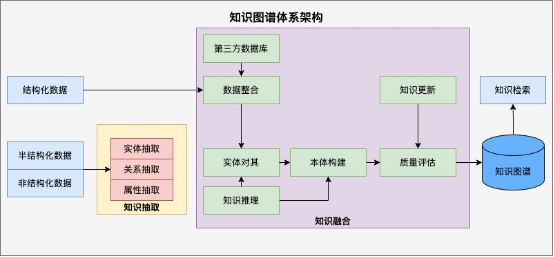 知识图谱体系架构
第三方数据库
结构化数据
数据整合
知识更新
知识检索
半结构化数据
非结构化数据
实体抽取
关系抽取
属性抽取
知识抽取
实体对其
本体构建
质量评估
知识图谱
知识推理
知识融合